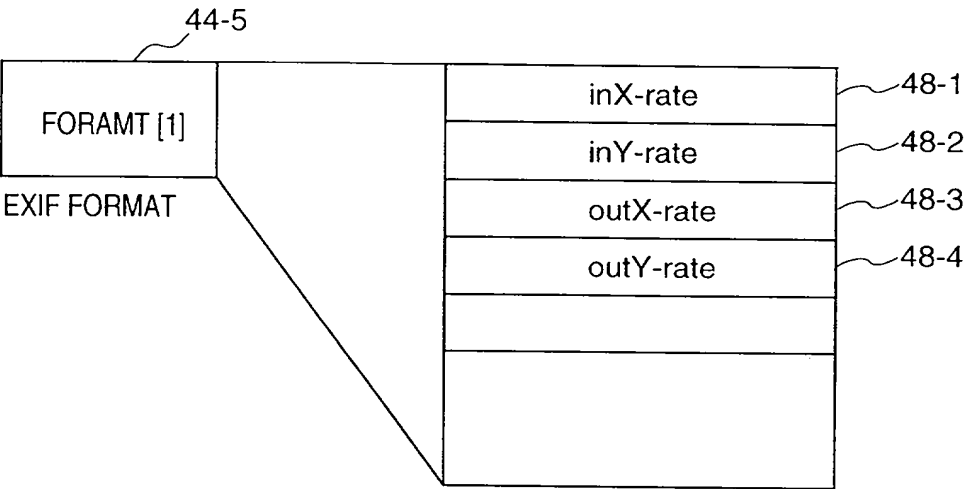 44-5
FORAMT [1]
EXIF FORMAT
inX-rate
48-1
inY-rate
48-2
outX-rate
48-3
outY-rate
48-4